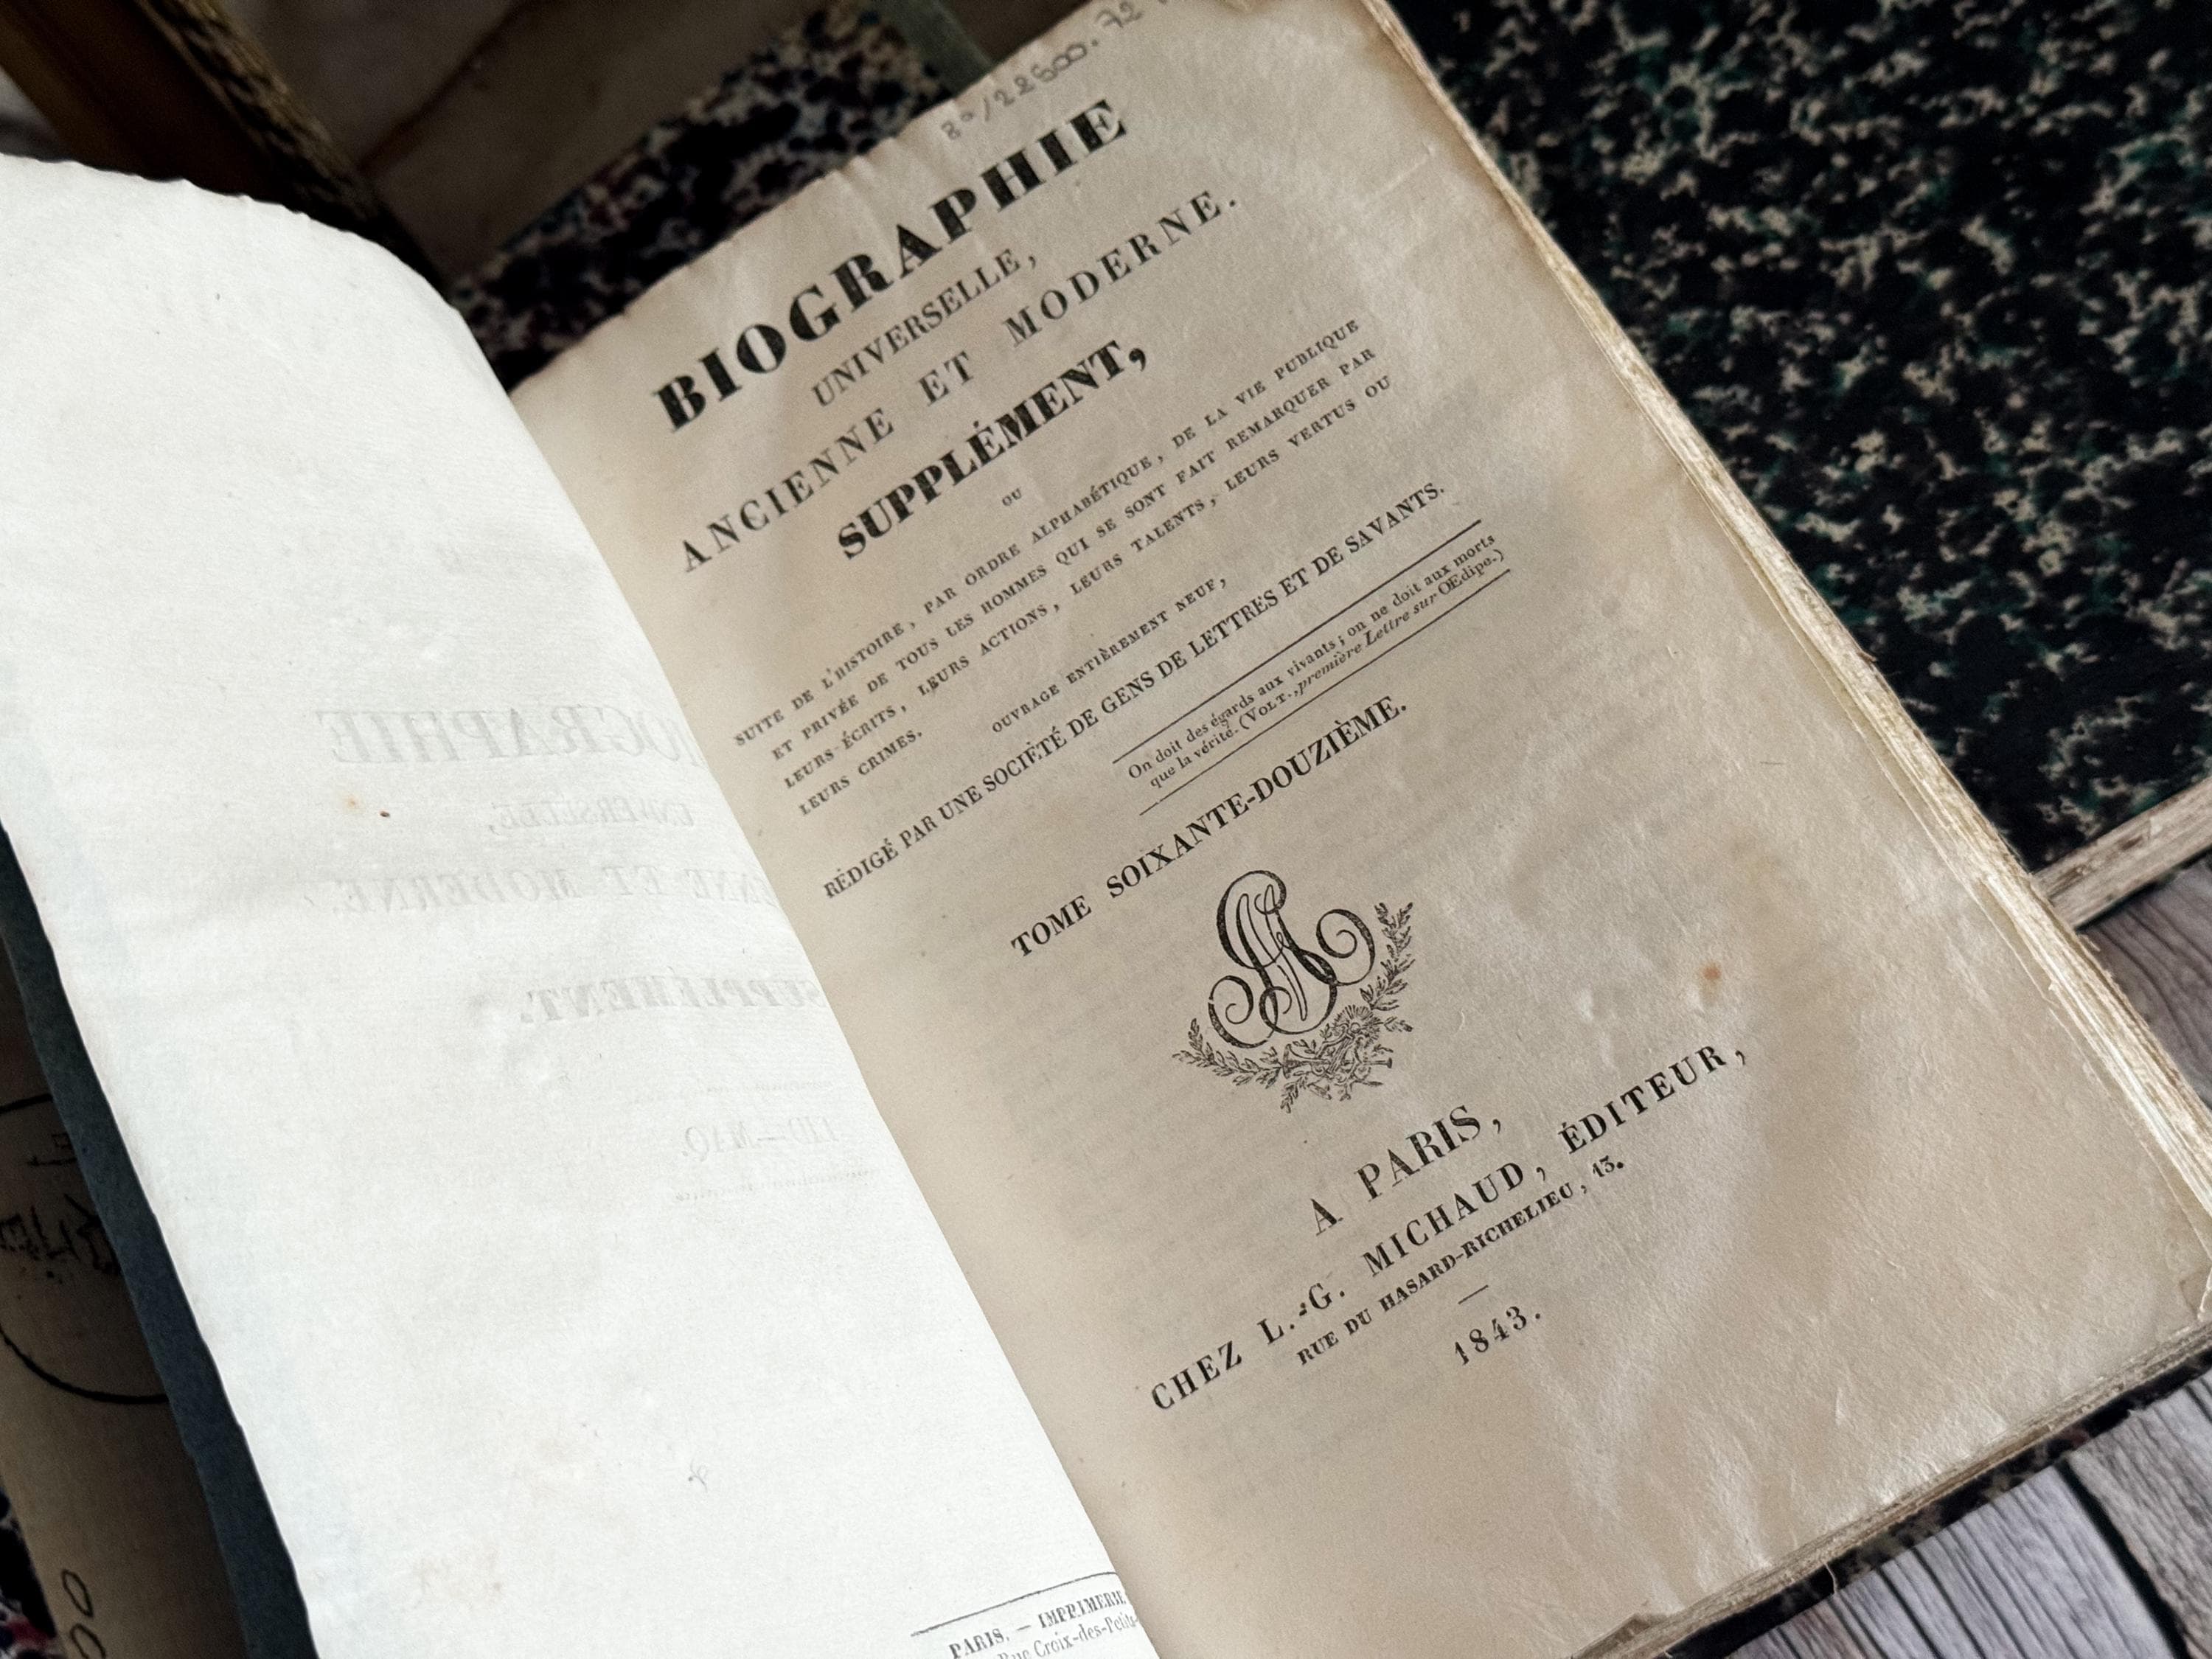 PARIS. — IMPRIMERIE
Rue Croix-des-Petits-
8º/22600.72
BIOGRAPHIE
UNIVERSELLE,
ANCIENNE ET MODERNE.
SUPPLÉMENT,
OU
SUITE DE L'HISTOIRE, PAR ORDRE ALPHABÉTIQUE, DE LA VIE PUBLIQUE
ET PRIVÉE DE TOUS LES HOMMES QUI SE SONT FAIT REMARQUER PAR
LEURS ÉCRITS, LEURS ACTIONS, LEURS TALENTS, LEURS VERTUS OU
LEURS CRIMES.
OUVRAGE ENTIÈREMENT NEUF,
RÉDIGÉ PAR UNE SOCIÉTÉ DE GENS DE LETTRES ET DE SAVANTS.
On doit des égards aux vivants; on ne doit aux morts
que la vérité. (VOLT., première Lettre sur OEdipe.)
TOME SOIXANTE-DOUZIÈME.
A PARIS,
CHEZ L.-G. MICHAUD, ÉDITEUR,
RUE DU HASARD-RICHELIEU, 13.
1843.